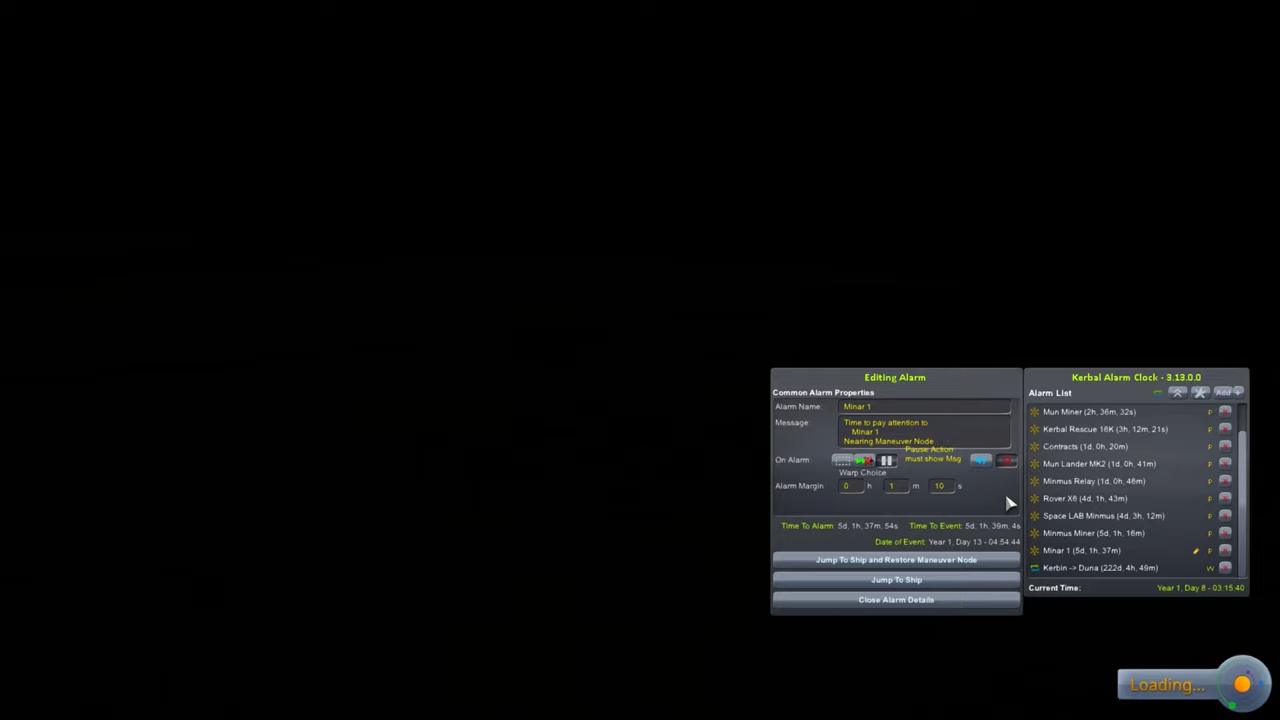 Editing Alarm
Common Alarm Properties
Alarm Name: Minar 1
Message: Time to pay attention to
Minar 1
Nearing Maneuver Node
On Alarm Pause Action
must show Msg
Warp Choice
Alarm Margin 0 h 1 m 10 s
Time To Alarm: 5d, 1h, 37m, 54s Time To Event: 5d, 1h, 39m, 4s
Date of Event: Year 1, Day 13 - 04:54:44
Jump To Ship and Restore Maneuver Node
Jump To Ship
Close Alarm Details
Kerbal Alarm Clock - 3.13.0.0
Alarm List Add +
Mun Miner (2h, 36m, 32s) P
Kerbal Rescue 16K (3h, 12m, 21s) P
Contracts (1d, 0h, 20m) P
Mun Lander MK2 (1d, 0h, 41m) P
Minmus Relay (1d, 0h, 46m) P
Rover X6 (4d, 1h, 43m) P
Space LAB Minmus (4d, 3h, 12m) P
Minmus Miner (5d, 1h, 16m) P
Minar 1 (5d, 1h, 37m) P
Kerbin -> Duna (222d, 4h, 49m) W
Current Time: Year 1, Day 8 - 03:15:40
Loading...